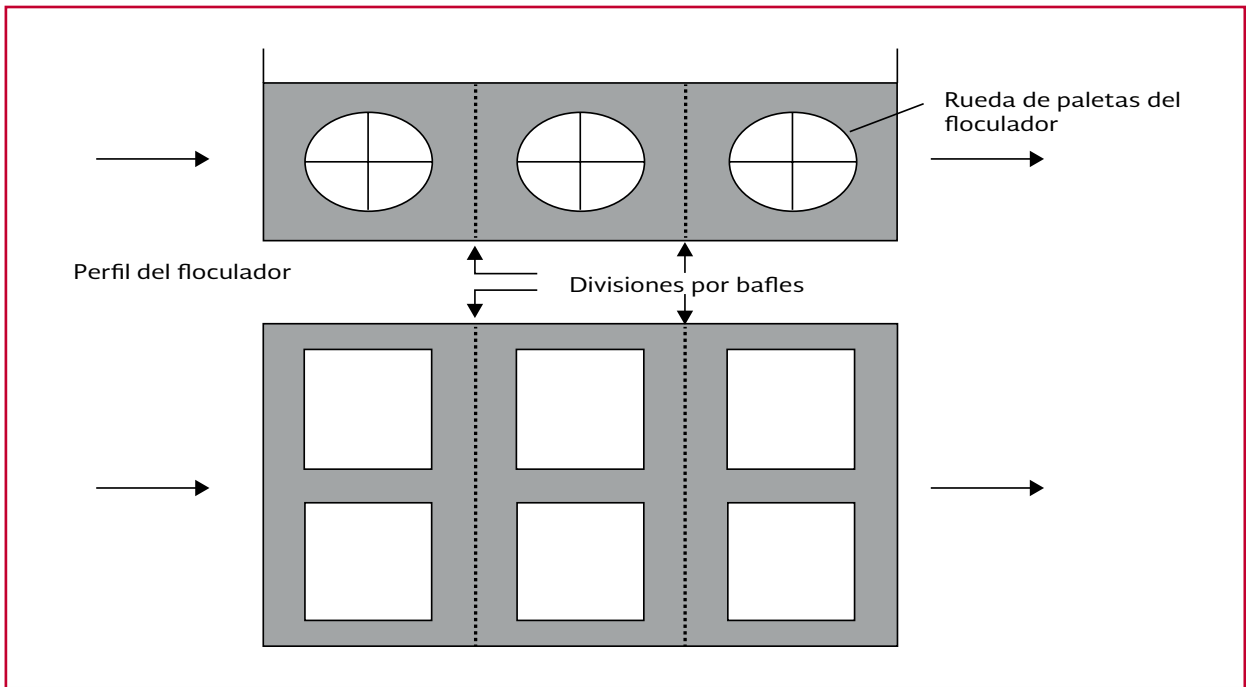 Rueda de paletas del
floculador
Perfil del floculador
Divisiones por bafles